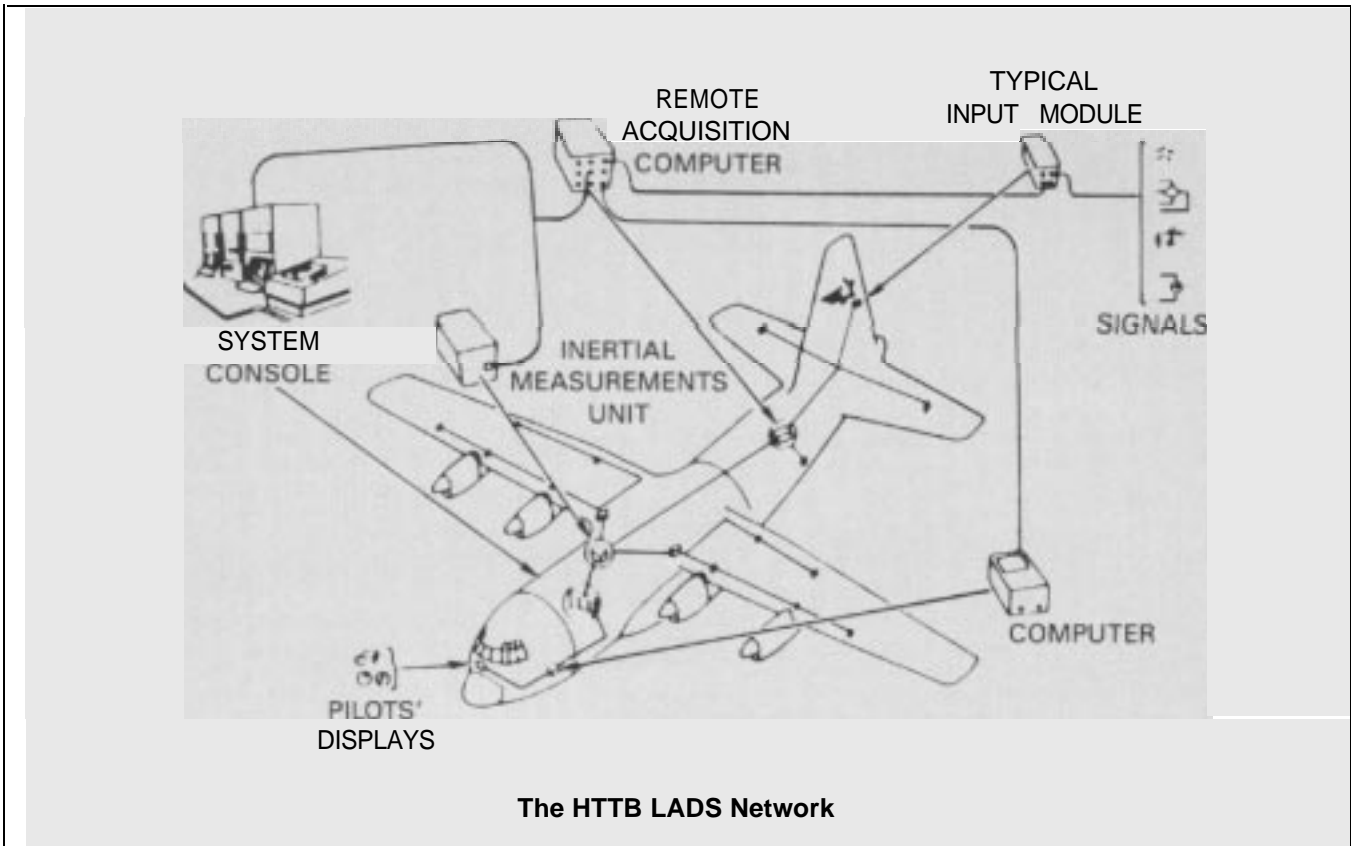 REMOTE
ACQUISITION
COMPUTER
TYPICAL
INPUT MODULE
SIGNALS
SYSTEM
CONSOLE
INERTIAL
MEASUREMENTS
UNIT
COMPUTER
PILOTS'
DISPLAYS
The HTTB LADS Network